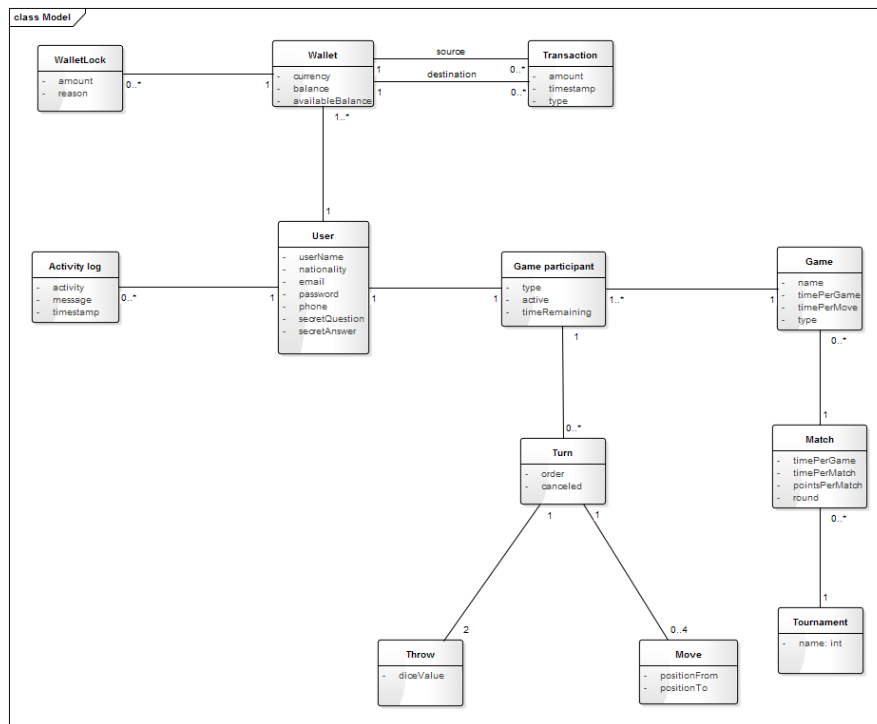 class Model
WalletLock
- amount
- reason
0..*
1
Wallet
- currency
- balance
- availableBalance
source
1
0..*
destination
1
0..*
Transaction
- amount
- timestamp
- type
1..*
1
Activity log
- activity
- message
- timestamp
0..*
1
User
- userName
- nationality
- email
- password
- phone
- secretQuestion
- secretAnswer
1
1
Game participant
- type
- active
- timeRemaining
1..*
1
Game
- name
- timePerGame
- timePerMove
- type
1
0..*
0..*
1
Turn
- order
- canceled
Match
- timePerGame
- timePerMatch
- pointsPerMatch
- round
1
1
0..*
1
2
0..4
Throw
- diceValue
Move
- positionFrom
- positionTo
Tournament
- name: int